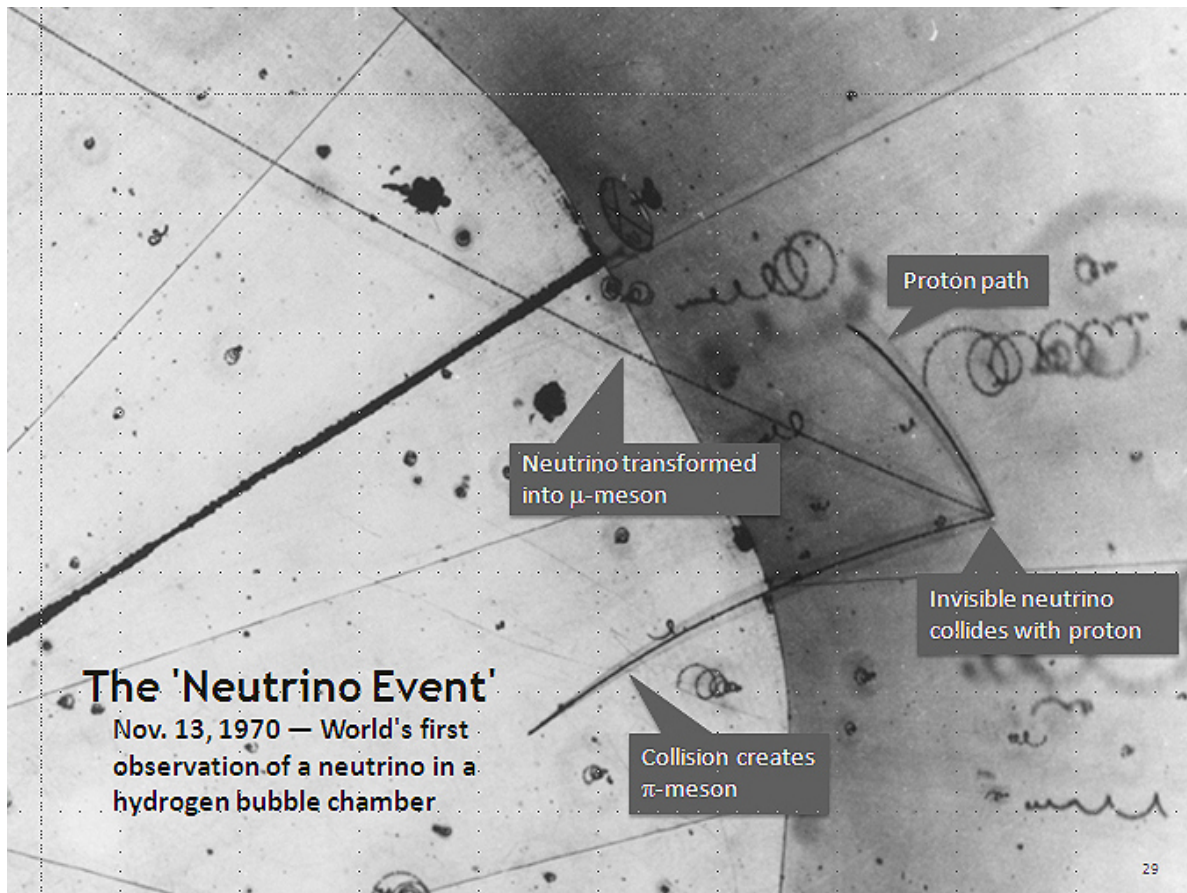 Proton path
Neutrino transformed
into μ-meson
Invisible neutrino
collides with proton
The 'Neutrino Event'
Nov. 13, 1970 — World's first
observation of a neutrino in a
hydrogen bubble chamber
Collision creates
π-meson
29